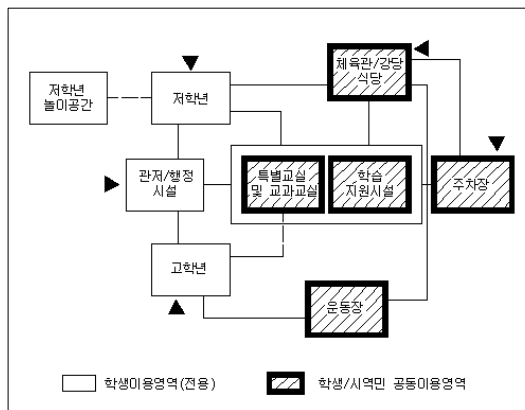 체육관/강당
식당
저학년
놀이공간
저학년
관저/행정
시설
특별교실
및 교과교실
학습
지원시설
주차장
고학년
운동장
학생이용영역(전용)
학생/시역민 공동이용영역